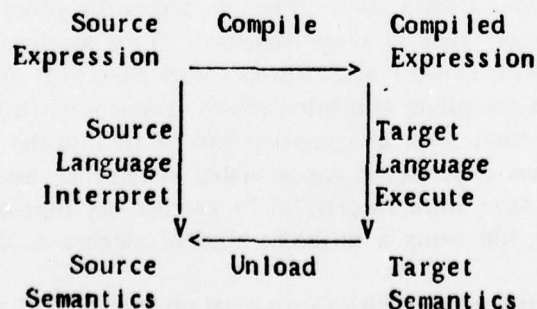 Source Compile Compiled
Expression Expression
Source Target
Language Language
Interpret Execute
Source Unload Target
Semantics Semantics